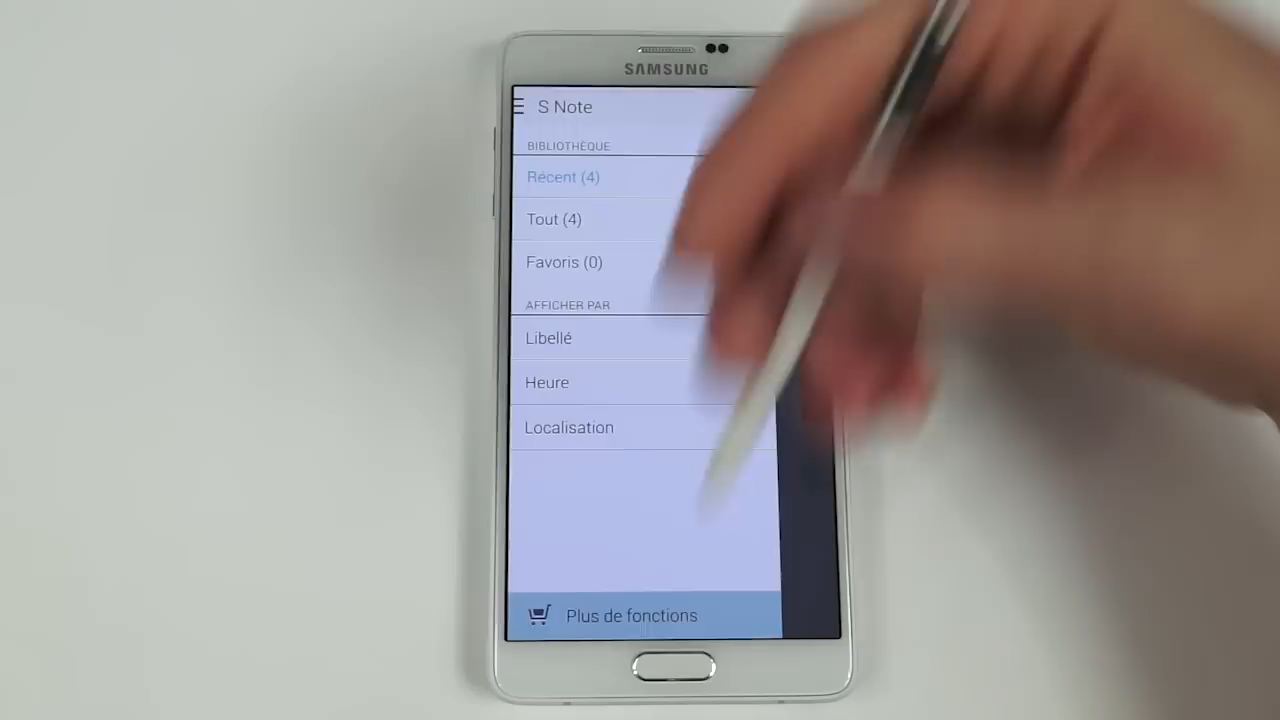 SAMSUNG
S Note
BIBLIOTHÈQUE
Récent (4)
Tout (4)
Favoris (0)
AFFICHER PAR
Libellé
Heure
Localisation
Plus de fonctions